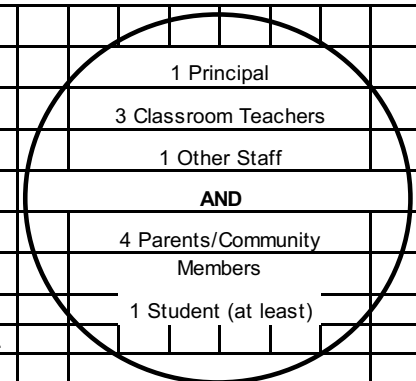 1 Principal
3 Classroom Teachers
1 Other Staff
AND
4 Parents/Community
Members
1 Student (at least)